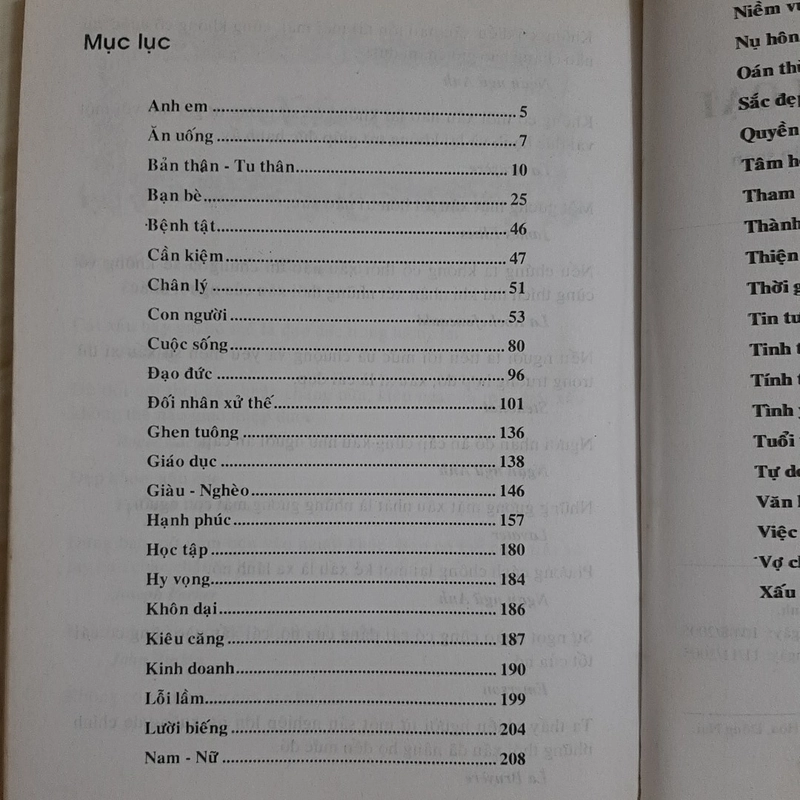 Mục lục
Anh em ........ 5
Ăn uống ........ 7
Bản thân - Tu thân ........ 10
Bạn bè ........ 25
Bệnh tật ........ 46
Cần kiệm ........ 47
Chân lý ........ 51
Con người ........ 53
Cuộc sống ........ 80
Đạo đức ........ 96
Đối nhân xử thế ........ 101
Ghen tuông ........ 136
Giáo dục ........ 138
Giàu - Nghèo ........ 146
Hạnh phúc ........ 157
Học tập ........ 180
Hy vọng ........ 184
Khôn dại ........ 186
Kiêu căng ........ 187
Kinh doanh ........ 190
Lỗi lầm ........ 199
Lười biếng ........ 204
Nam - Nữ ........ 208
Niềm
Nụ hôn
Oán
Sắc
Quyền
Tâm
Tham
Thành
Thiện
Thời
Tin
Tinh
Tính
Tình
Tuổi
Tự
Văn
Việc
Vợ
Xấu